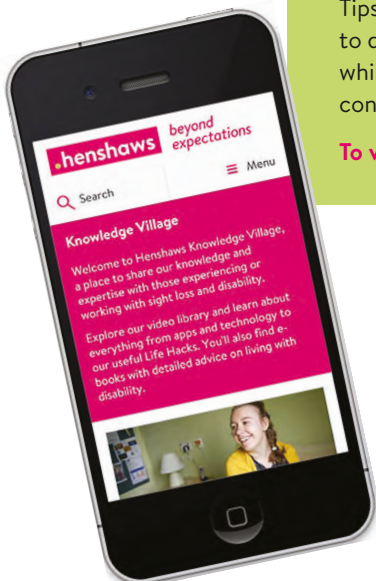 Tips
to
whi
con
To v
.henshaws
beyond
expectations
Search
Menu
Knowledge Village
Welcome to Henshaws Knowledge Village,
a place to share our knowledge and
expertise with those experiencing or
working with sight loss and disability.
Explore our video library and learn about
everything from apps and technology to
our useful Life Hacks. You'll also find e-
books with detailed advice on living with
disability.